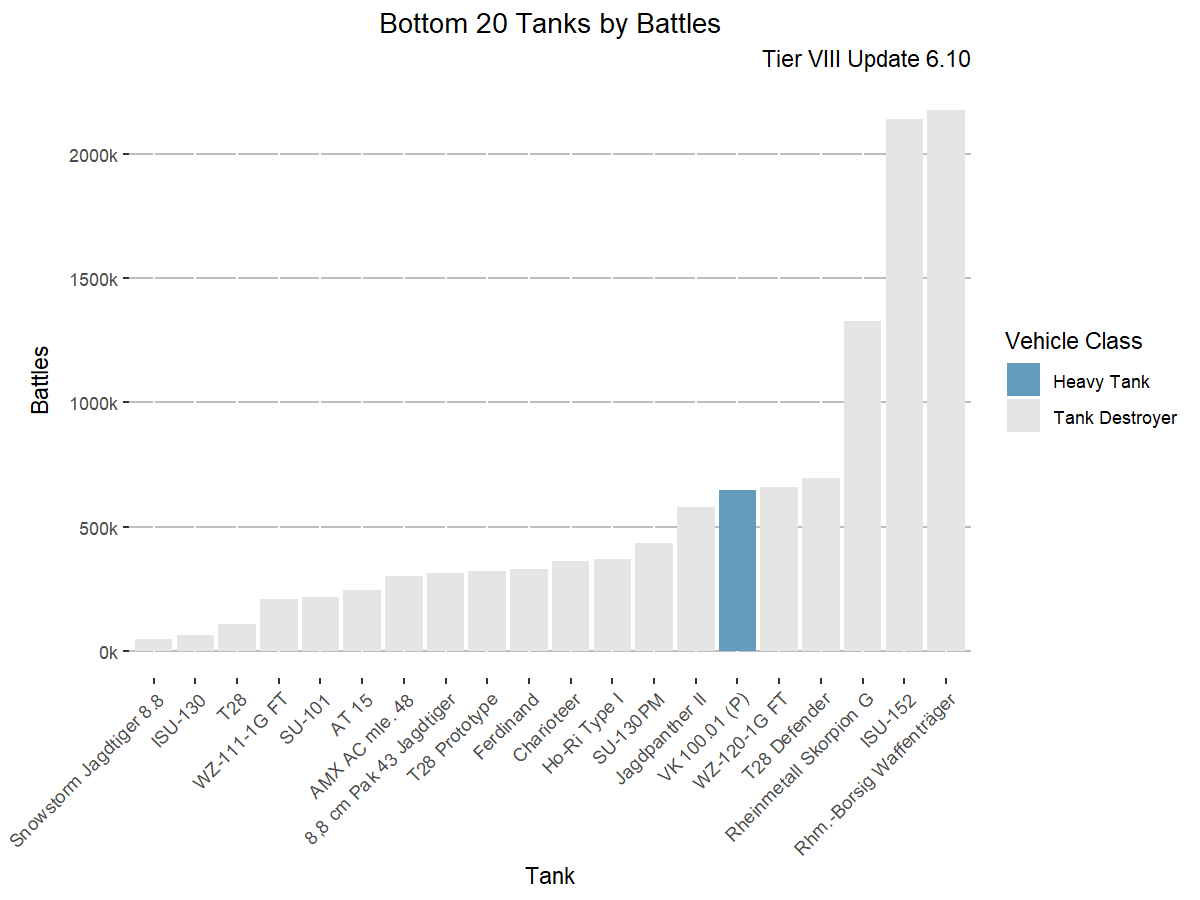 Bottom 20 Tanks by Battles
Tier VIII Update 6.10
Battles
2000k
1500k
1000k
500k
0k
Snowstorm Jagdtiger 8.8
ISU-130
T28
WZ-111-1G FT
SU-101
AT 15
AMX AC mle. 48
8,8 cm Pak 43 Jagdtiger
T28 Prototype
Ferdinand
Charioteer
Ho-Ri Type I
SU-130PM
Jagdpanther II
VK 100.01 (P)
WZ-120-1G FT
T28 Defender
Rheinmetall Skorpion G
ISU-152
Rhm.-Borsig Waffenträger
Tank
Vehicle Class
Heavy Tank
Tank Destroyer